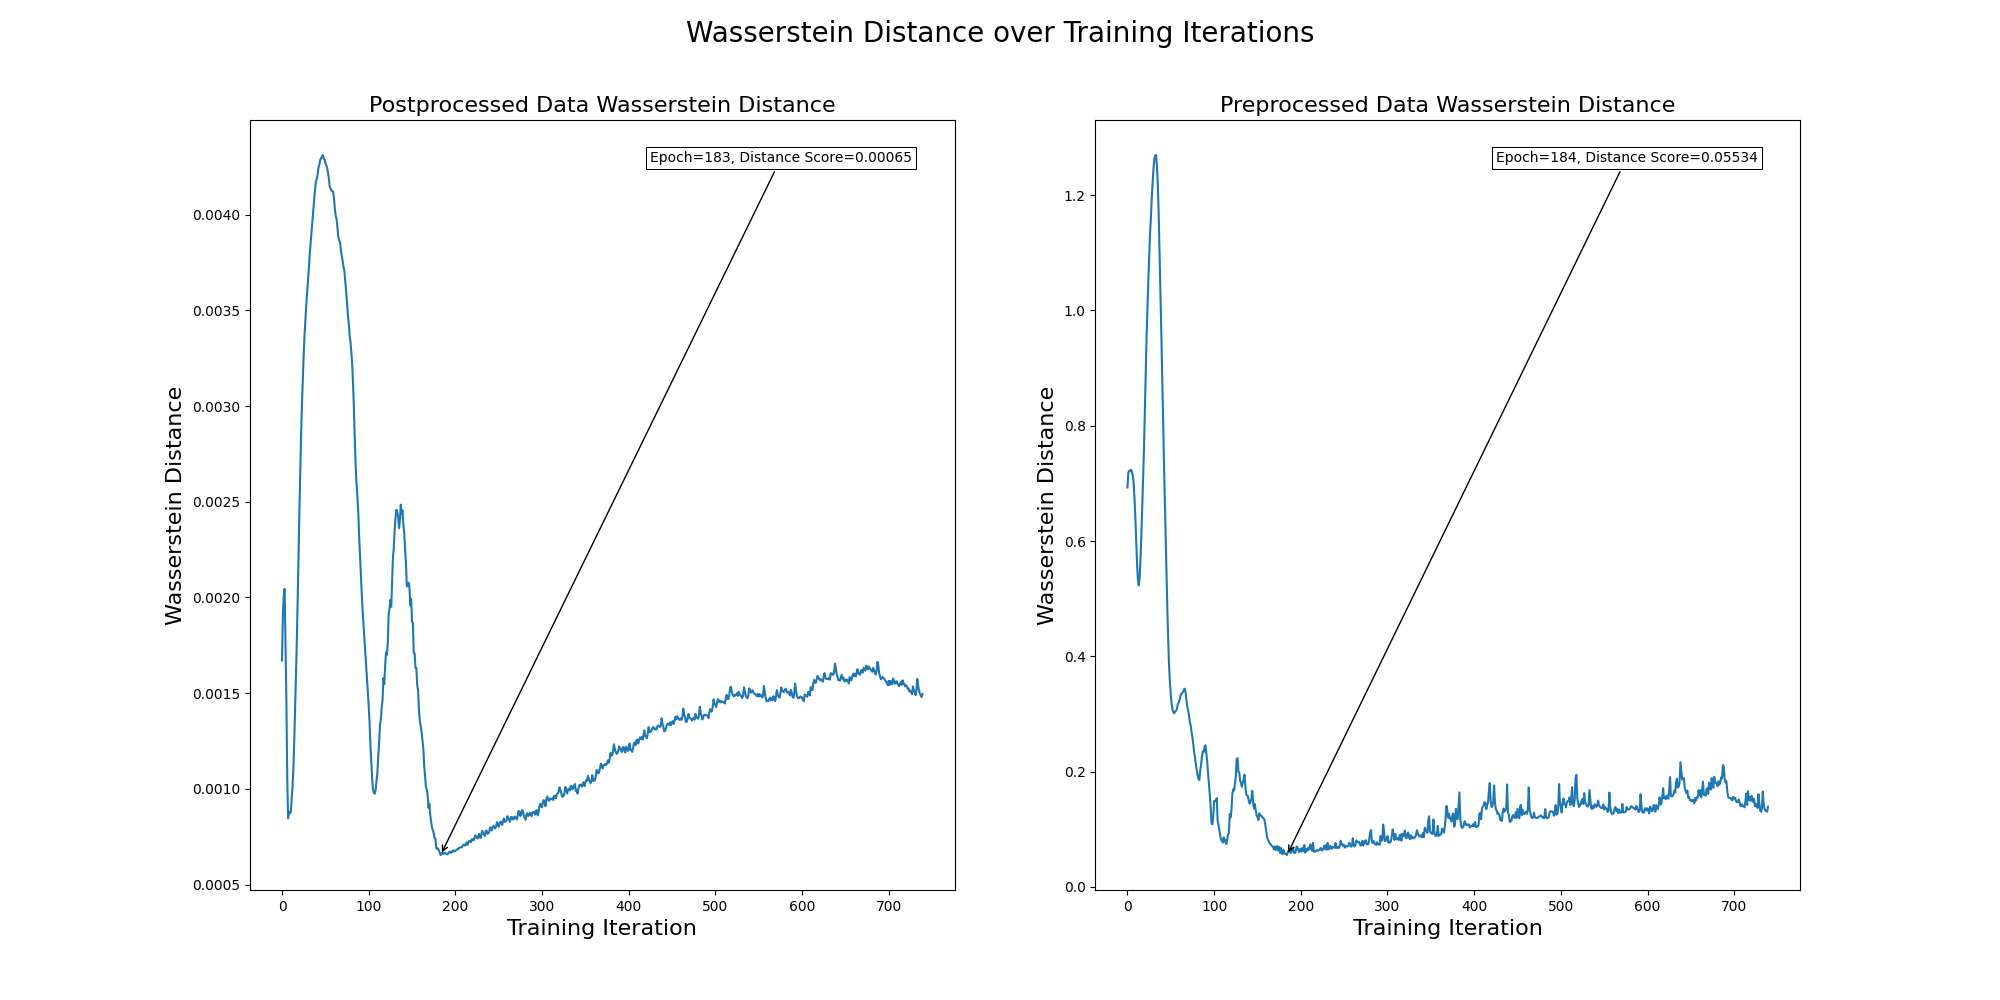 Wasserstein Distance over Training Iterations
Postprocessed Data Wasserstein Distance
Epoch=183, Distance Score=0.00065
Wasserstein Distance
0.0040
0.0035
0.0030
0.0025
0.0020
0.0015
0.0010
0.0005
0 100 200 300 400 500 600 700
Training Iteration
Preprocessed Data Wasserstein Distance
Epoch=184, Distance Score=0.05534
Wasserstein Distance
1.2
1.0
0.8
0.6
0.4
0.2
0.0
0 100 200 300 400 500 600 700
Training Iteration